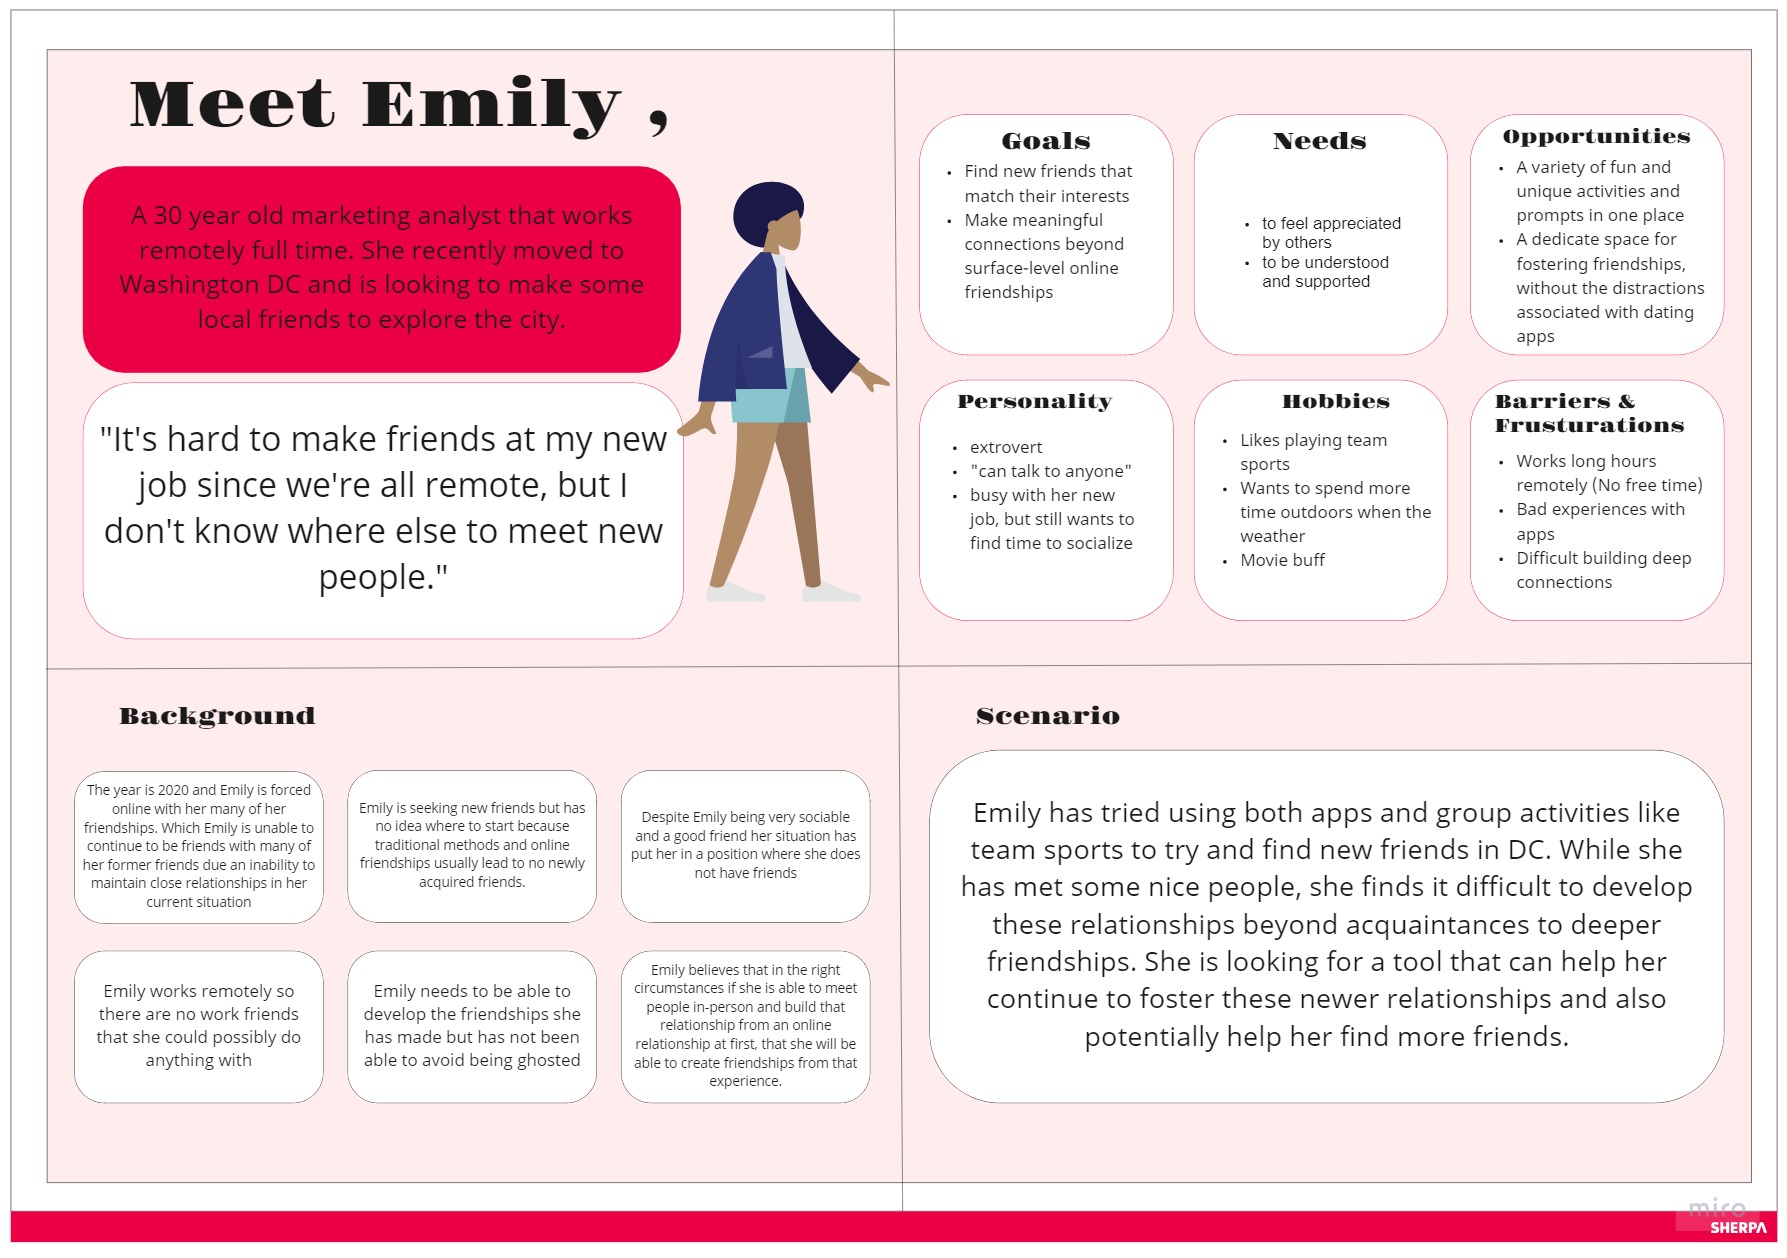 Meet Emily ,
A 30 year old marketing analyst that works
remotely full time. She recently moved to
Washington DC and is looking to make some
local friends to explore the city.
"It's hard to make friends at my new
job since we're all remote, but I
don't know where else to meet new
people."
Goals
• Find new friends that
match their interests
• Make meaningful
connections beyond
surface-level online
friendships
Needs
• to feel appreciated
by others
• to be understood
and supported
Opportunities
• A variety of fun and
unique activities and
prompts in one place
• A dedicate space for
fostering friendships,
without the distractions
associated with dating
apps
Personality
• extrovert
• "can talk to anyone"
• busy with her new
job, but still wants to
find time to socialize
Hobbies
• Likes playing team
sports
• Wants to spend more
time outdoors when the
weather
• Movie buff
Barriers &
Frusturations
• Works long hours
remotely (No free time)
• Bad experiences with
apps
• Difficult building deep
connections
Background
The year is 2020 and Emily is forced
online with her many of her
friendships. Which Emily is unable to
continue to be friends with many of
her former friends due an inability to
maintain close relationships in her
current situation
Emily is seeking new friends but has
no idea where to start because
traditional methods and online
friendships usually lead to no newly
acquired friends.
Despite Emily being very sociable
and a good friend her situation has
put her in a position where she does
not have friends
Emily works remotely so
there are no work friends
that she could possibly do
anything with
Emily needs to be able to
develop the friendships she
has made but has not been
able to avoid being ghosted
Emily believes that in the right
circumstances if she is able to meet
people in-person and build that
relationship from an online
relationship at first, that she will be
able to create friendships from that
experience.
Scenario
Emily has tried using both apps and group activities like
team sports to try and find new friends in DC. While she
has met some nice people, she finds it difficult to develop
these relationships beyond acquaintances to deeper
friendships. She is looking for a tool that can help her
continue to foster these newer relationships and also
potentially help her find more friends.
miro
SHERPA